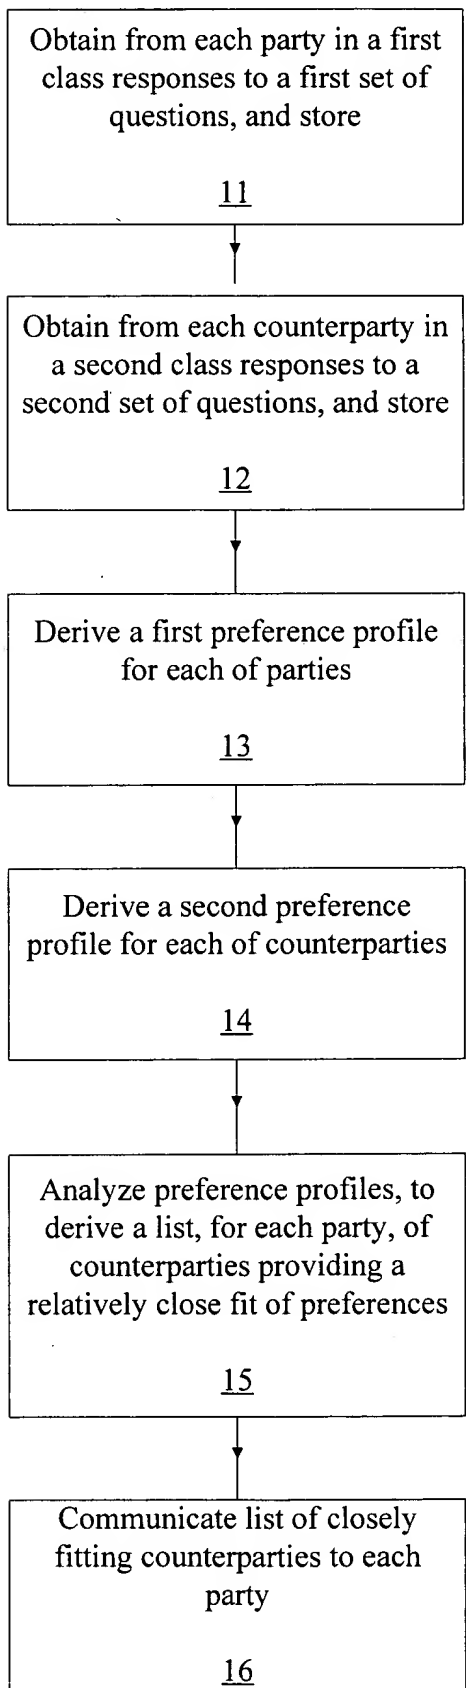 Obtain from each party in a first
class responses to a first set of
questions, and store
11
Obtain from each counterparty in
a second class responses to a
second set of questions, and store
12
Derive a first preference profile
for each of parties
13
Derive a second preference
profile for each of counterparties
14
Analyze preference profiles, to
derive a list, for each party, of
counterparties providing a
relatively close fit of preferences
15
Communicate list of closely
fitting counterparties to each
party
16